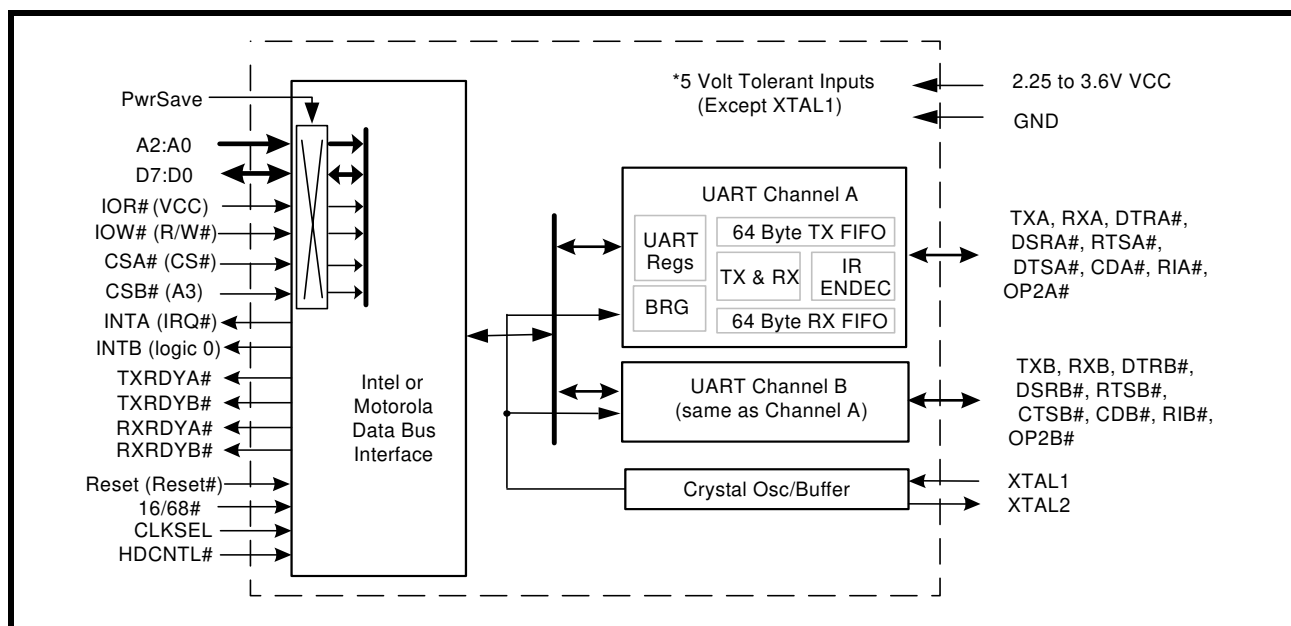 PwrSave
A2:A0
D7:D0
IOR# (VCC)
IOW# (R/W#)
CSA# (CS#)
CSB# (A3)
INTA (IRQ#)
INTB (logic 0)
TXRDYA#
TXRDYB#
RXRDYA#
RXRDYB#
Reset (Reset#)
16/68#
CLKSEL
HDCNTL#
Intel or
Motorola
Data Bus
Interface
*5 Volt Tolerant Inputs
(Except XTAL1)
2.25 to 3.6V VCC
GND
UART Channel A
UART
Regs
BRG
64 Byte TX FIFO
TX & RX
IR
ENDEC
64 Byte RX FIFO
TXA, RXA, DTRA#,
DSRA#, RTSA#,
DTSA#, CDA#, RIA#,
OP2A#
UART Channel B
(same as Channel A)
TXB, RXB, DTRB#,
DSRB#, RTSB#,
CTSB#, CDB#, RIB#,
OP2B#
Crystal Osc/Buffer
XTAL1
XTAL2